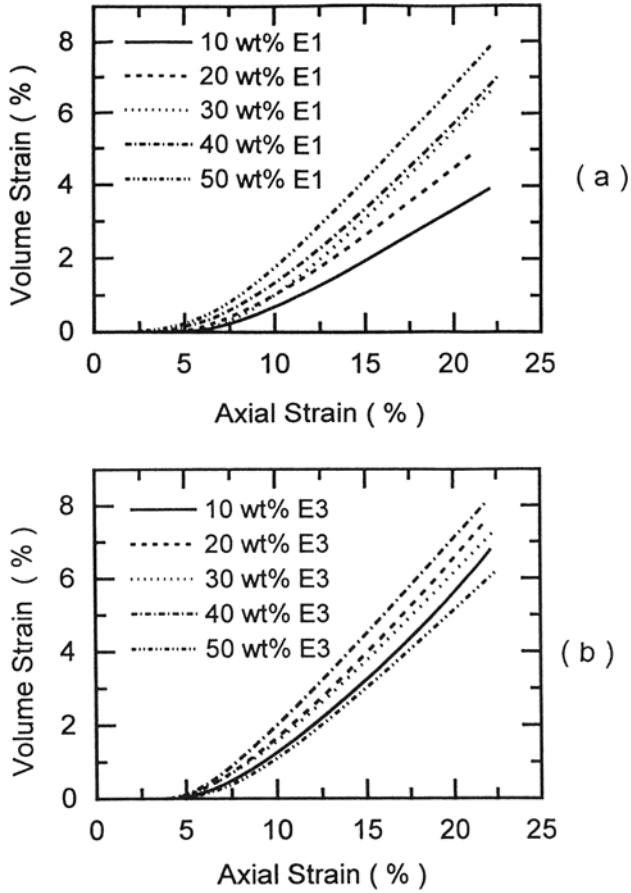 8
6
4
2
0
Volume Strain ( % )
10 wt% E1
20 wt% E1
30 wt% E1
40 wt% E1
50 wt% E1
( a )
0 5 10 15 20 25
Axial Strain ( % )
8
6
4
2
0
Volume Strain ( % )
10 wt% E3
20 wt% E3
30 wt% E3
40 wt% E3
50 wt% E3
( b )
0 5 10 15 20 25
Axial Strain ( % )